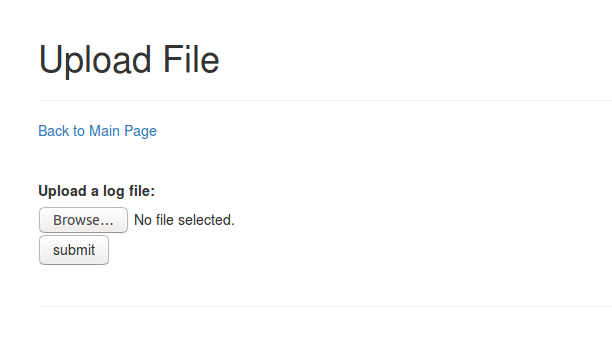 Upload File
Back to Main Page
Upload a log file:
Browse... No file selected.
submit